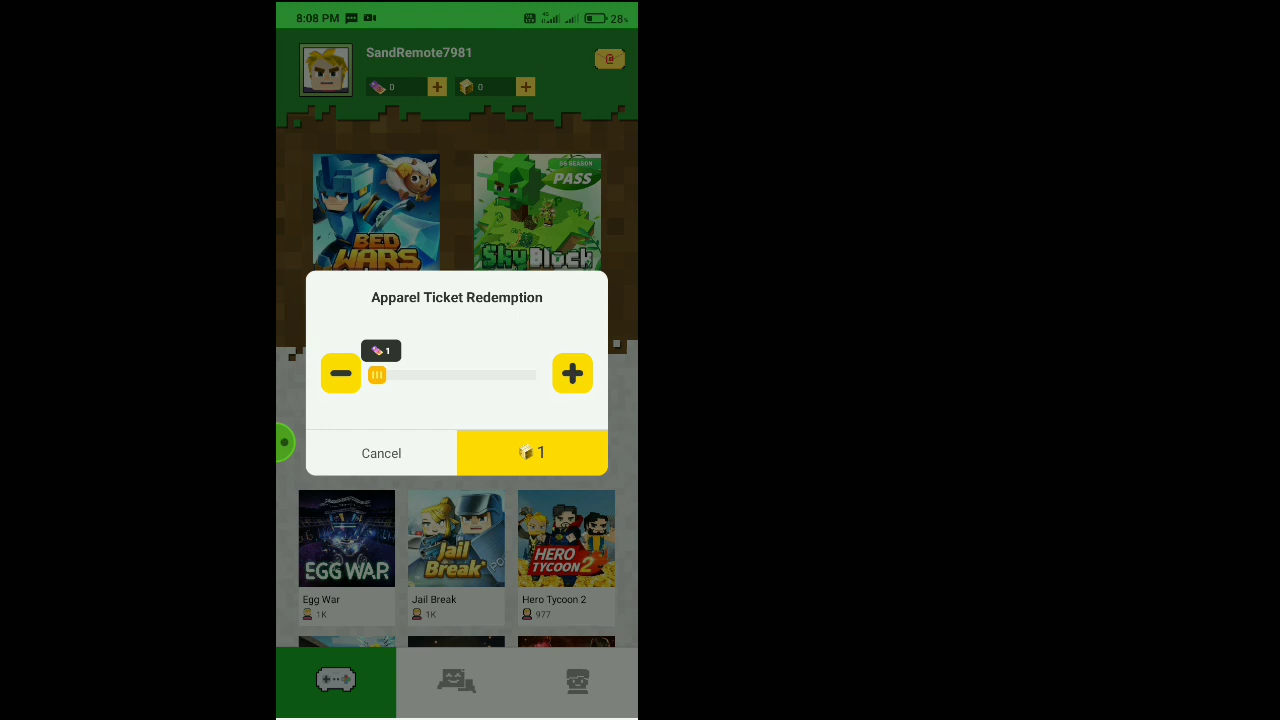 8:08 PM
4G
28%
SandRemote7981
0
0
S6 SEASON
PASS
BED
WARS
SkyBlock
Apparel Ticket Redemption
1
Cancel
1
EGG WAR
Jail
Break
HERO
TYCOON 2
Egg War
Jail Break
Hero Tycoon 2
1K
1K
977